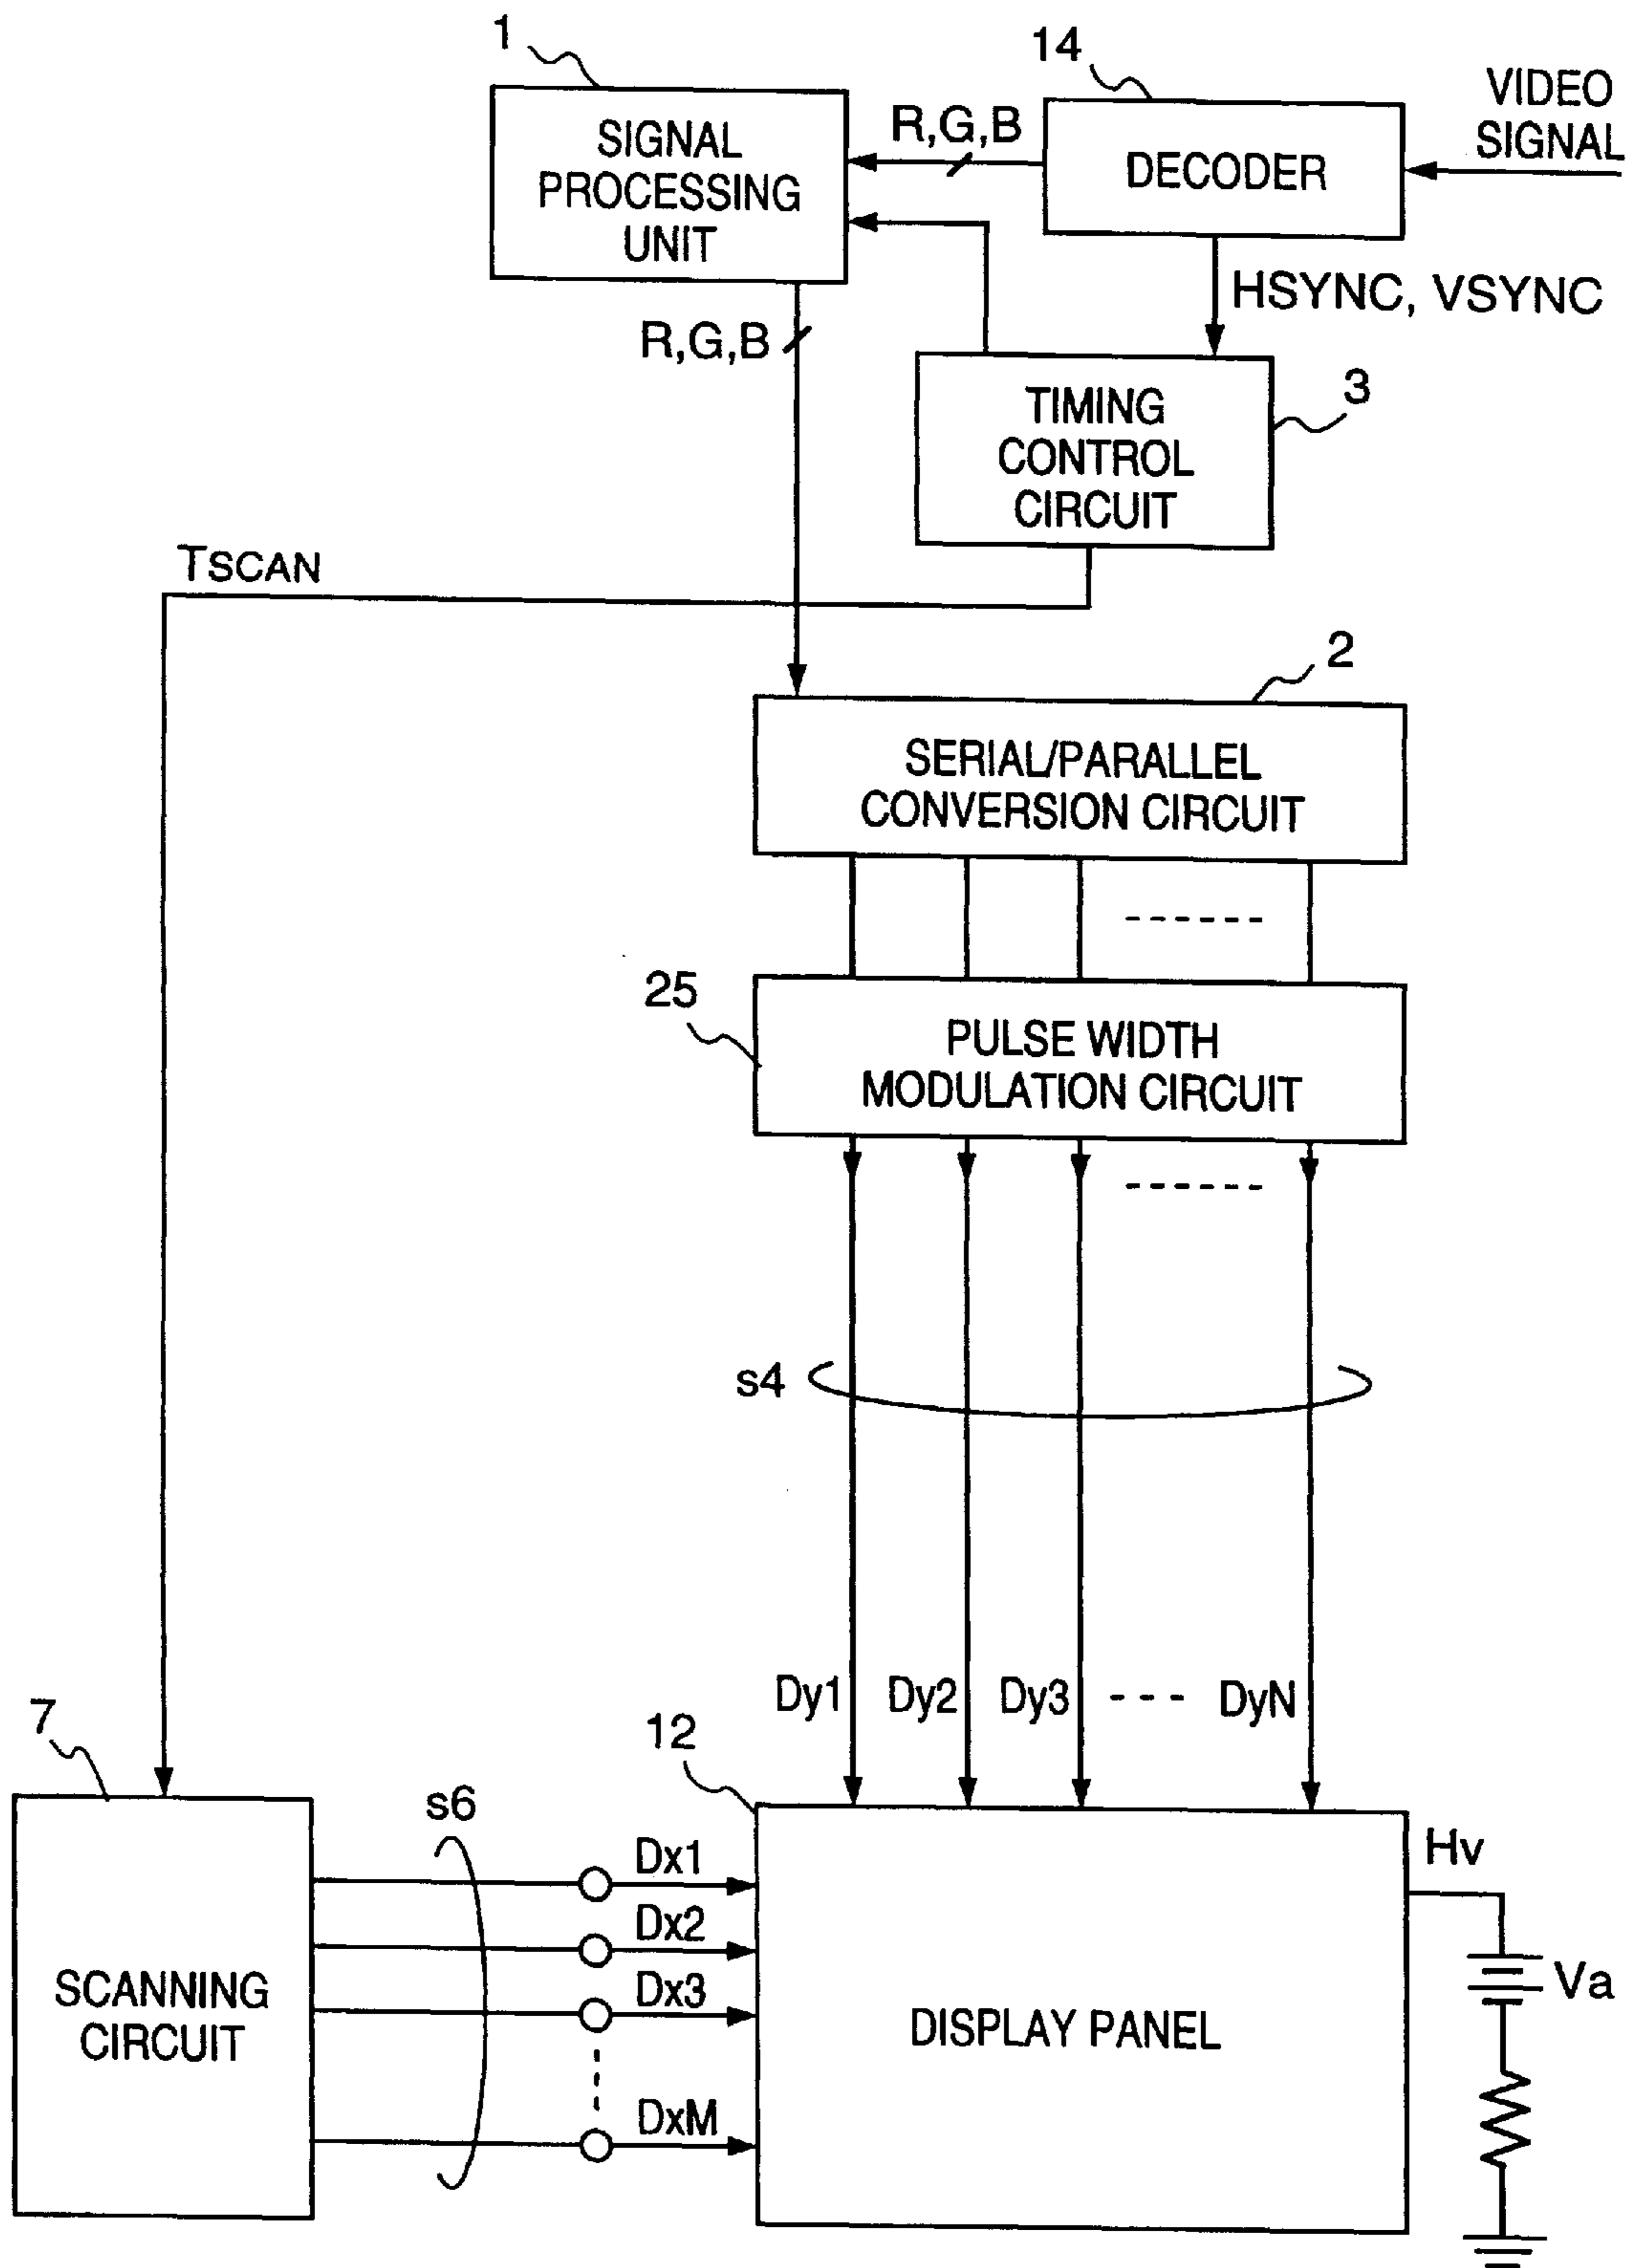 1
14
VIDEO
SIGNAL
SIGNAL
PROCESSING
UNIT
R,G,B
DECODER
HSYNC, VSYNC
R,G,B
TIMING
CONTROL
CIRCUIT
3
TSCAN
2
SERIAL/PARALLEL
CONVERSION CIRCUIT
25
PULSE WIDTH
MODULATION CIRCUIT
s4
Dy1 Dy2 Dy3 --- DyN
7
12
s6
Dx1
Dx2
Dx3
DxM
SCANNING
CIRCUIT
DISPLAY PANEL
Hv
Va